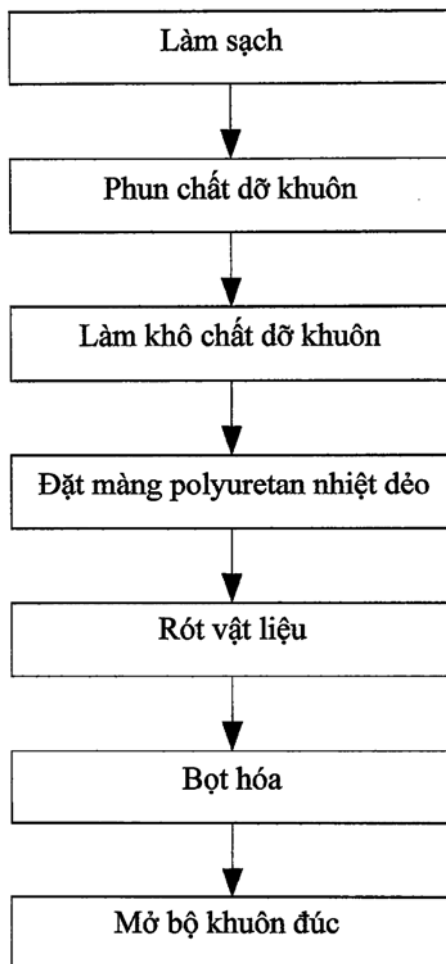 Làm sạch
Phun chất dỡ khuôn
Làm khô chất dỡ khuôn
Đặt màng polyuretan nhiệt dẻo
Rót vật liệu
Bọt hóa
Mở bộ khuôn đúc